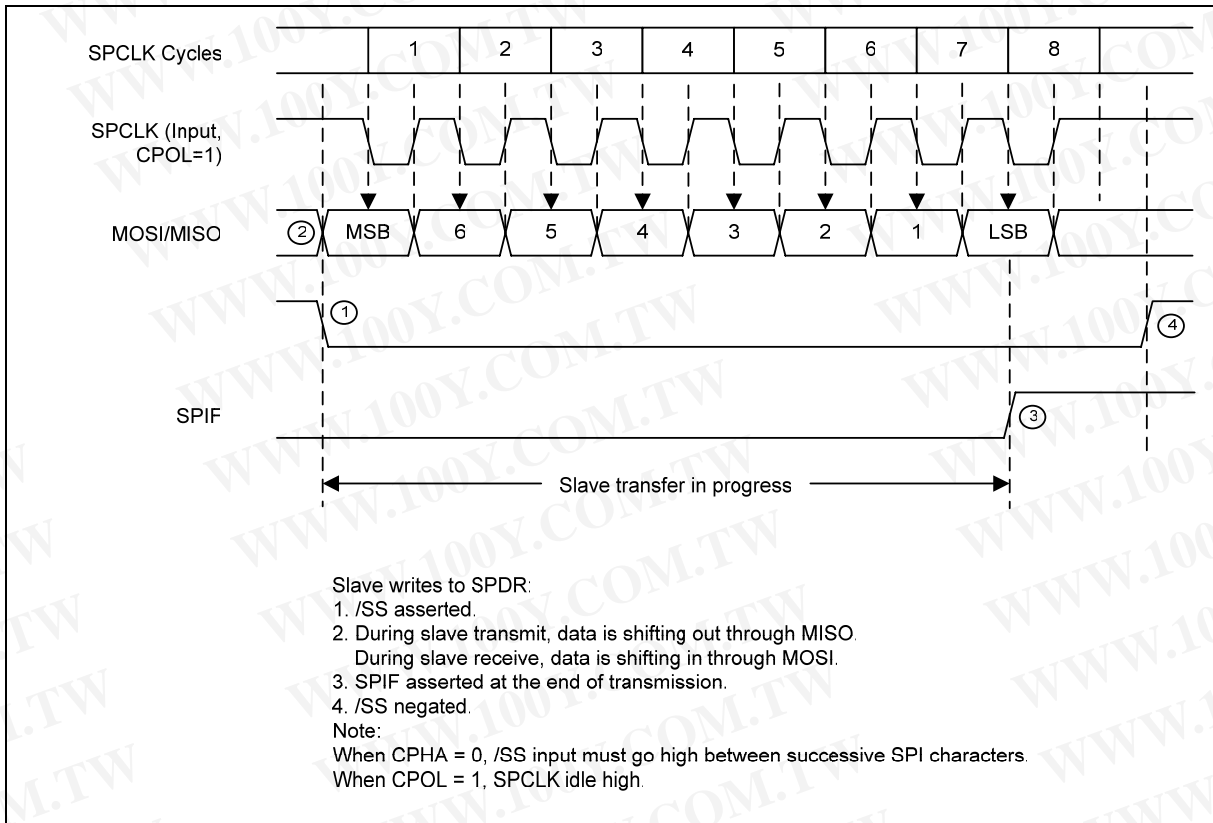 SPCLK Cycles 1 2 3 4 5 6 7 8
SPCLK (Input,
CPOL=1)
MOSI/MISO ② MSB 6 5 4 3 2 1 LSB
① ④
SPIF ③
Slave transfer in progress
Slave writes to SPDR:
1. /SS asserted.
2. During slave transmit, data is shifting out through MISO.
During slave receive, data is shifting in through MOSI.
3. SPIF asserted at the end of transmission.
4. /SS negated.
Note:
When CPHA = 0, /SS input must go high between successive SPI characters.
When CPOL = 1, SPCLK idle high.
WWW.100Y.COM.TW